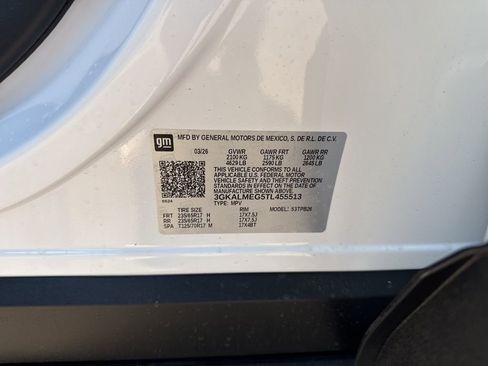 gm
MFD BY GENERAL MOTORS DE MEXICO, S. DE R.L. DE C.V.
03/26 GVWR GAWR FRT GAWR RR
2100 KG 1175 KG 1200 KG
4629 LB 2590 LB 2645 LB
THIS VEHICLE CONFORMS TO ALL
APPLICABLE U.S. FEDERAL MOTOR
VEHICLE SAFETY AND THEFT PREVENTION
STANDARDS IN EFFECT ON THE DATE OF
MANUFACTURE SHOWN ABOVE.
3GKALMEG5TL455513
TYPE: MPV
TIRE SIZE RIM MODEL: 53TPB26
FRT 235/65R17 H 17X7.5J
RR 235/65R17 H 17X7.5J
SPA T125/70R17 M 17X4BT